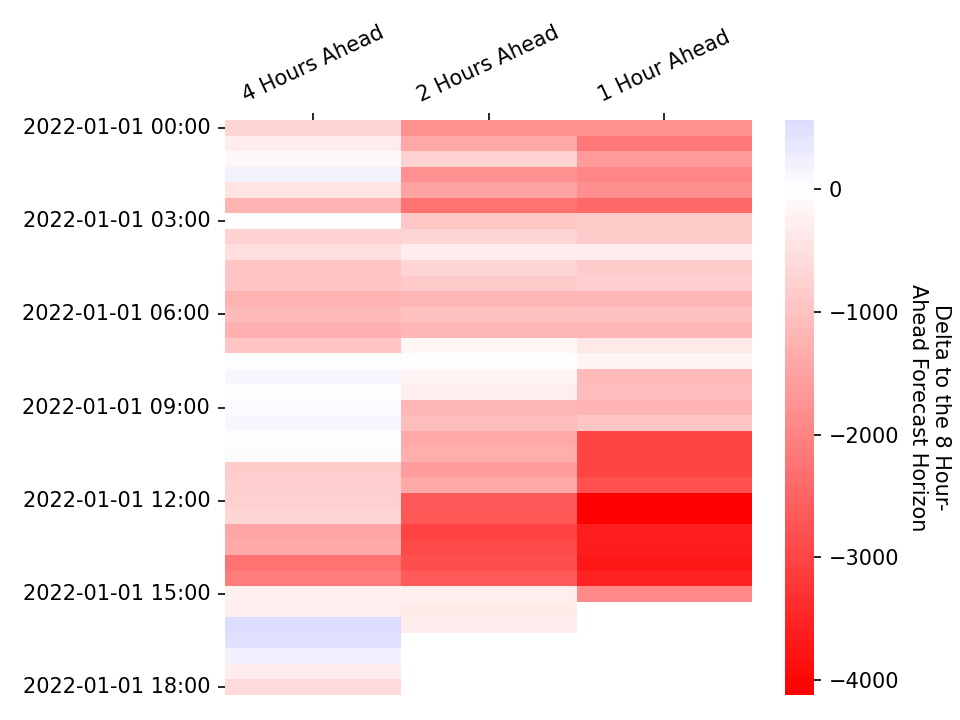 4 Hours Ahead
2 Hours Ahead
1 Hour Ahead
2022-01-01 00:00
2022-01-01 03:00
2022-01-01 06:00
2022-01-01 09:00
2022-01-01 12:00
2022-01-01 15:00
2022-01-01 18:00
0
−1000
−2000
−3000
−4000
Delta to the 8 Hour-
Ahead Forecast Horizon